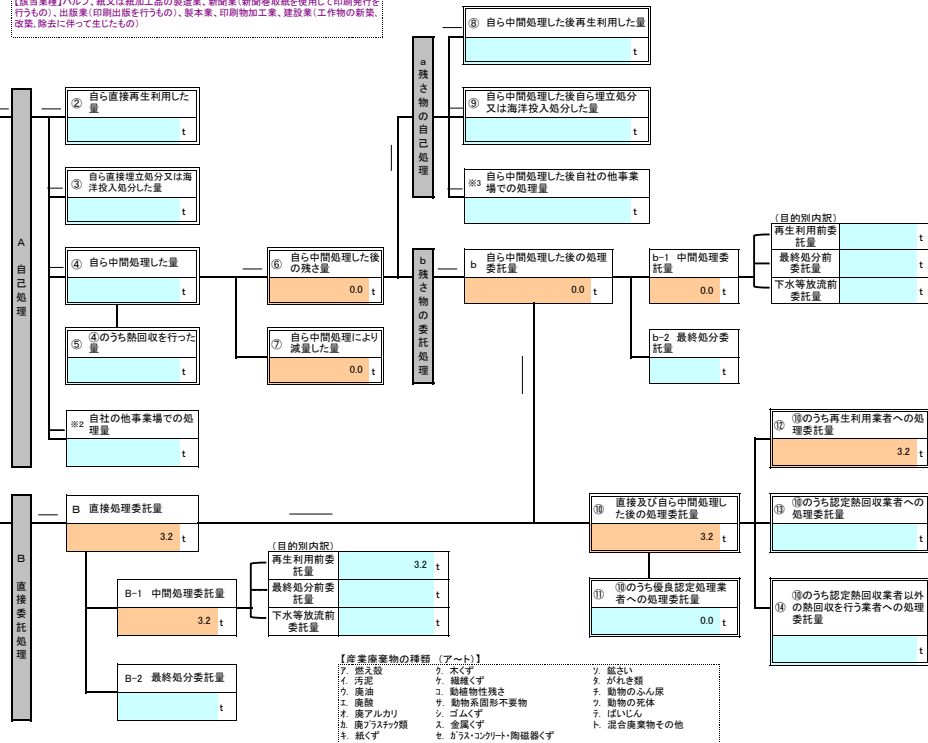 【該当業種】パルプ、紙又は紙加工品の製造業、新聞業(新聞巻取紙を使用して印刷発行を
行うもの)、出版業(印刷出版を行うもの)、製本業、印刷物加工業、建設業(工作物の新築、
改築、除去に伴って生じたもの)
⑧ 自ら中間処理した後再生利用した量
t
a 残さ物の自己処理
② 自ら直接再生利用した
量
t
⑨ 自ら中間処理した後自ら埋立処分
又は海洋投入処分した量
t
③ 自ら直接埋立処分又は海
洋投入処分した量
t
※3 自ら中間処理した後自社の他事業
場での処理量
t
A 自己処理
④ 自ら中間処理した量
t
⑥ 自ら中間処理した後
の残さ量
0.0 t
b 残さ物の委託処理
b 自ら中間処理した後の処理
委託量
0.0 t
b-1 中間処理委
託量
0.0 t
(目的別内訳)
再生利用前委
託量
t
最終処分前
委託量
t
下水等放流前
委託量
t
⑤ ④のうち熱回収を行った
量
t
⑦ 自ら中間処理により
減量した量
0.0 t
b-2 最終処分委
託量
t
※2 自社の他事業場での処
理量
t
⑫ ⑩のうち再生利用業者への処
理委託量
3.2 t
B 直接委託処理
B 直接処理委託量
3.2 t
⑩ 直接及び自ら中間処理し
た後の処理委託量
3.2 t
⑬ ⑩のうち認定熱回収業者への
処理委託量
t
B-1 中間処理委託量
3.2 t
(目的別内訳)
再生利用前委
託量
3.2 t
最終処分前委
託量
t
下水等放流前
委託量
t
⑪ ⑩のうち優良認定処理業
者への処理委託量
0.0 t
⑭ ⑩のうち認定熱回収業者以外
の熱回収を行う業者への処理
委託量
t
B-2 最終処分委託量
t
【産業廃棄物の種類 (ア～ト)】
ア. 燃え殻 ク. 木くず ソ. 鉱さい
イ. 汚泥 ケ. 繊維くず タ. がれき類
ウ. 廃油 コ. 動植物性残さ チ. 動物のふん尿
エ. 廃酸 サ. 動物系固形不要物 ツ. 動物の死体
オ. 廃アルカリ シ. ゴムくず テ. ばいじん
カ. 廃プラスチック類 ス. 金属くず ト. 混合廃棄物その他
キ. 紙くず セ. ガラス・コンクリート・陶磁器くず